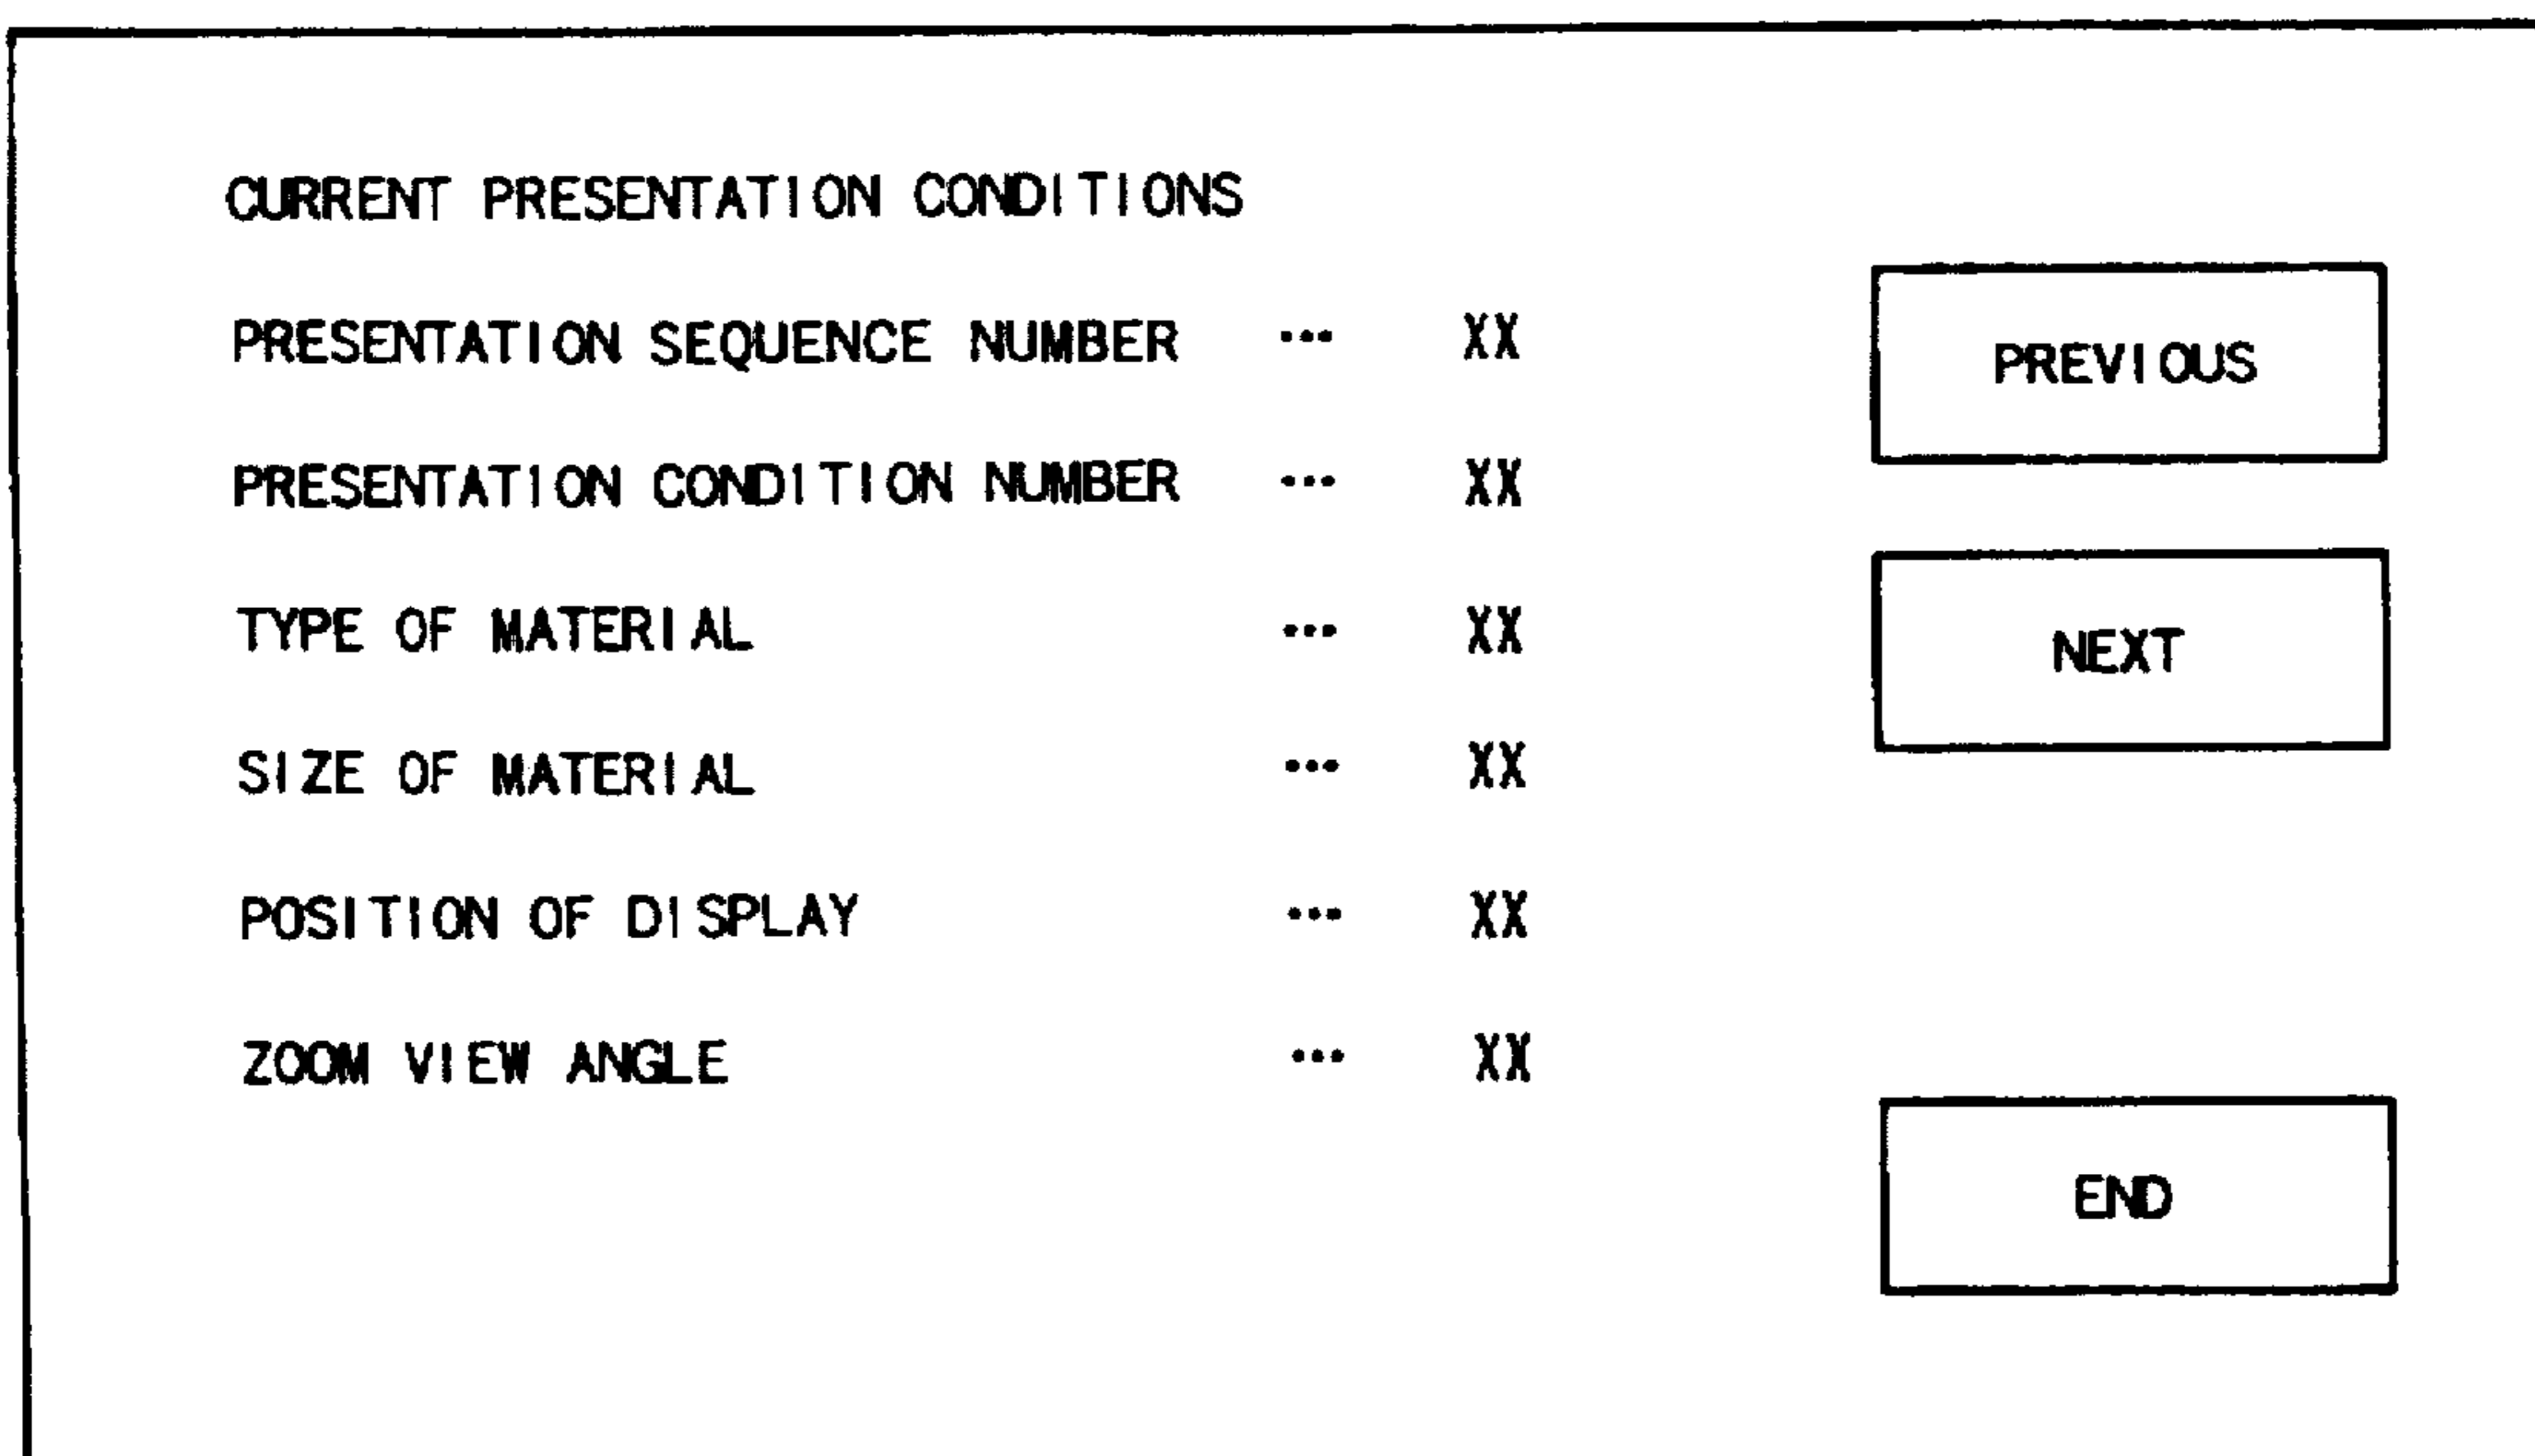 CURRENT PRESENTATION CONDITIONS
PRESENTATION SEQUENCE NUMBER ... XX
PRESENTATION CONDITION NUMBER ... XX
TYPE OF MATERIAL ... XX
SIZE OF MATERIAL ... XX
POSITION OF DISPLAY ... XX
ZOOM VIEW ANGLE ... XX
PREVIOUS
NEXT
END